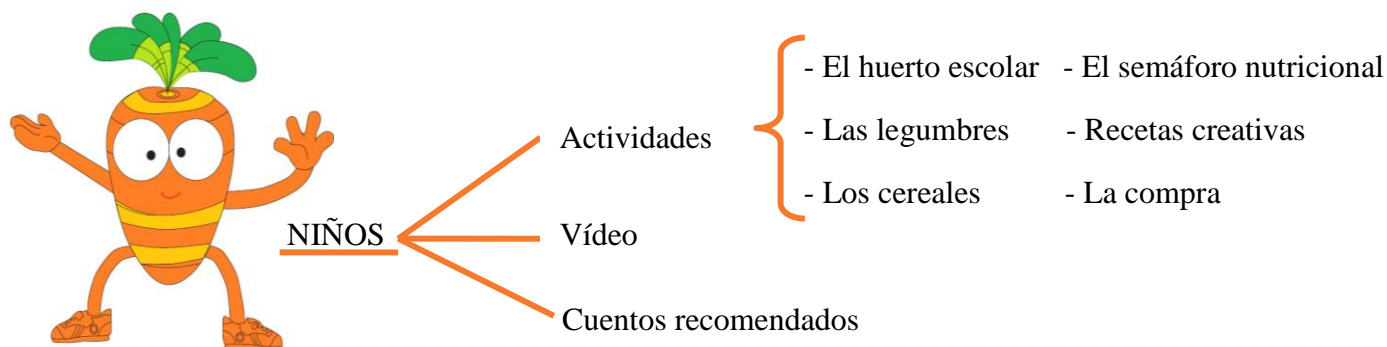 - El huerto escolar - El semáforo nutricional
Actividades
- Las legumbres - Recetas creativas
- Los cereales - La compra
NIÑOS
Vídeo
Cuentos recomendados